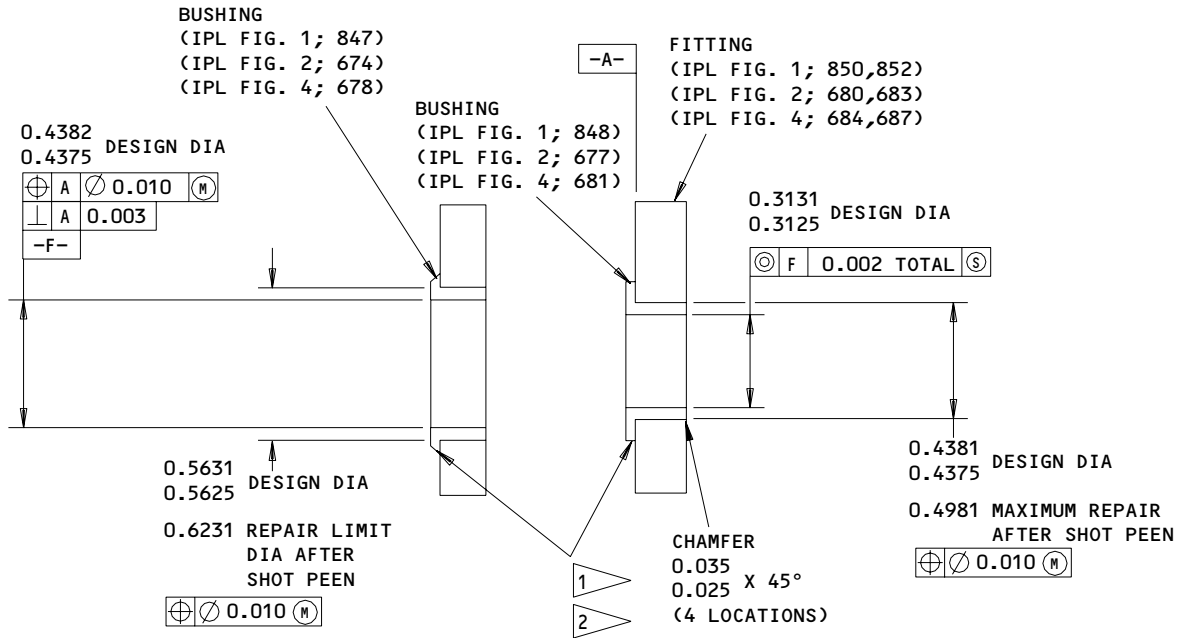 BUSHING
(IPL FIG. 1; 847)
(IPL FIG. 2; 674)
(IPL FIG. 4; 678)
-A-
FITTING
(IPL FIG. 1; 850,852)
(IPL FIG. 2; 680,683)
(IPL FIG. 4; 684,687)
BUSHING
(IPL FIG. 1; 848)
(IPL FIG. 2; 677)
(IPL FIG. 4; 681)
0.4382
0.4375 DESIGN DIA
⌖ A ∅ 0.010 Ⓜ
⊥ A 0.003
-F-
0.3131
0.3125 DESIGN DIA
◎ F 0.002 TOTAL Ⓢ
0.5631
0.5625 DESIGN DIA
0.6231 REPAIR LIMIT
DIA AFTER
SHOT PEEN
⌖ ∅ 0.010 Ⓜ
1
2
CHAMFER
0.035
0.025 X 45°
(4 LOCATIONS)
0.4381
0.4375 DESIGN DIA
0.4981 MAXIMUM REPAIR
AFTER SHOT PEEN
⌖ ∅ 0.010 Ⓜ